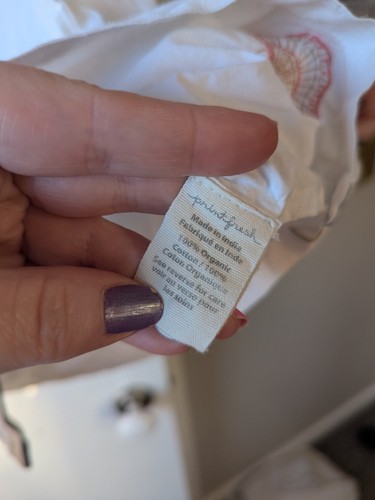 printfresh
Made in India
Fabriqué en Inde
100% Organic
Cotton / 100%
Coton Organique
See reverse for care
voir au verso pour
les soins